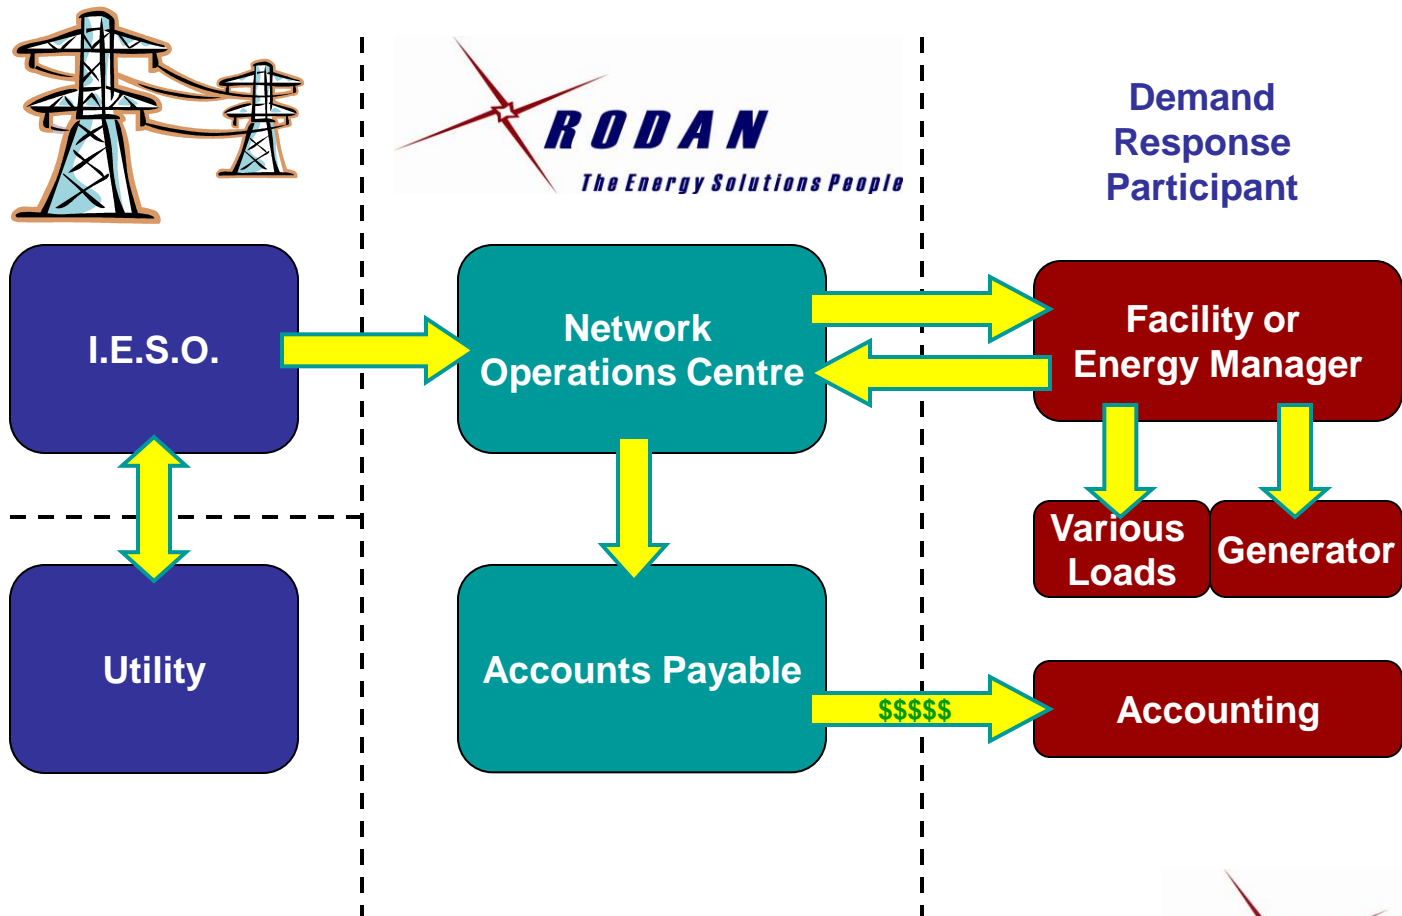 RODAN
The Energy Solutions People
Demand
Response
Participant
I.E.S.O.
Network
Operations Centre
Facility or
Energy Manager
Various
Loads
Generator
Utility
Accounts Payable
$$$$$
Accounting